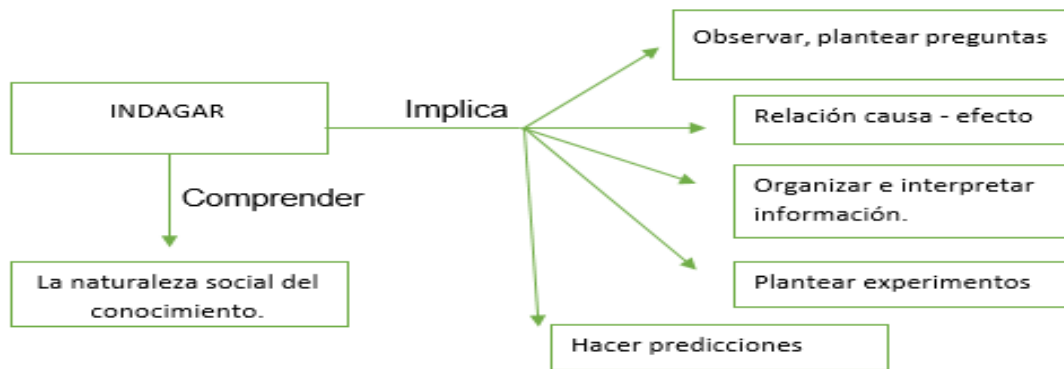 Observar, plantear preguntas
INDAGAR
Implica
Relación causa - efecto
Comprender
Organizar e interpretar
información.
La naturaleza social del
conocimiento.
Plantear experimentos
Hacer predicciones